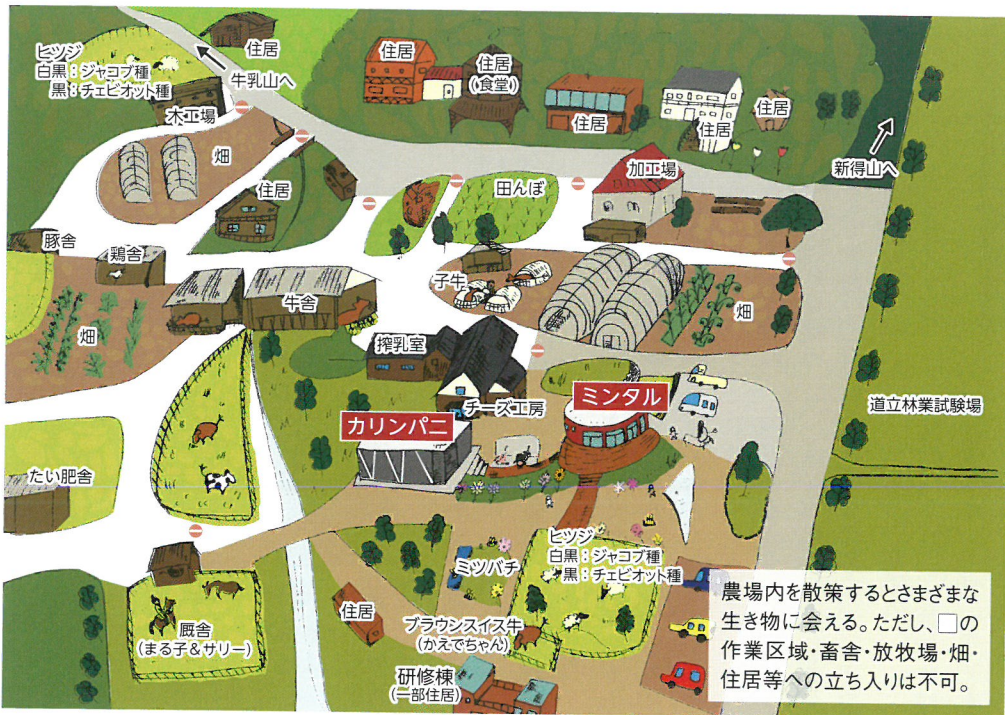 ヒツジ
白黒：ジャコブ種
黒：チェビオット種
住居
牛乳山へ
木工場
畑
住居
住居
(食堂)
住居
住居
住居
新得山へ
住居
田んぼ
加工場
豚舎
鶏舎
牛舎
子牛
畑
畑
搾乳室
チーズ工房
ミンタル
カリンパニ
道立林業試験場
たい肥舎
ヒツジ
白黒：ジャコブ種
黒：チェビオット種
ミツバチ
住居
ブラウンスイス牛
(かえでちゃん)
厩舎
(まる子&サリー)
研修棟
(一部住居)
農場内を散策するとさまざまな
生き物に会える。ただし、□の
作業区域・畜舎・放牧場・畑・
住居等への立ち入りは不可。